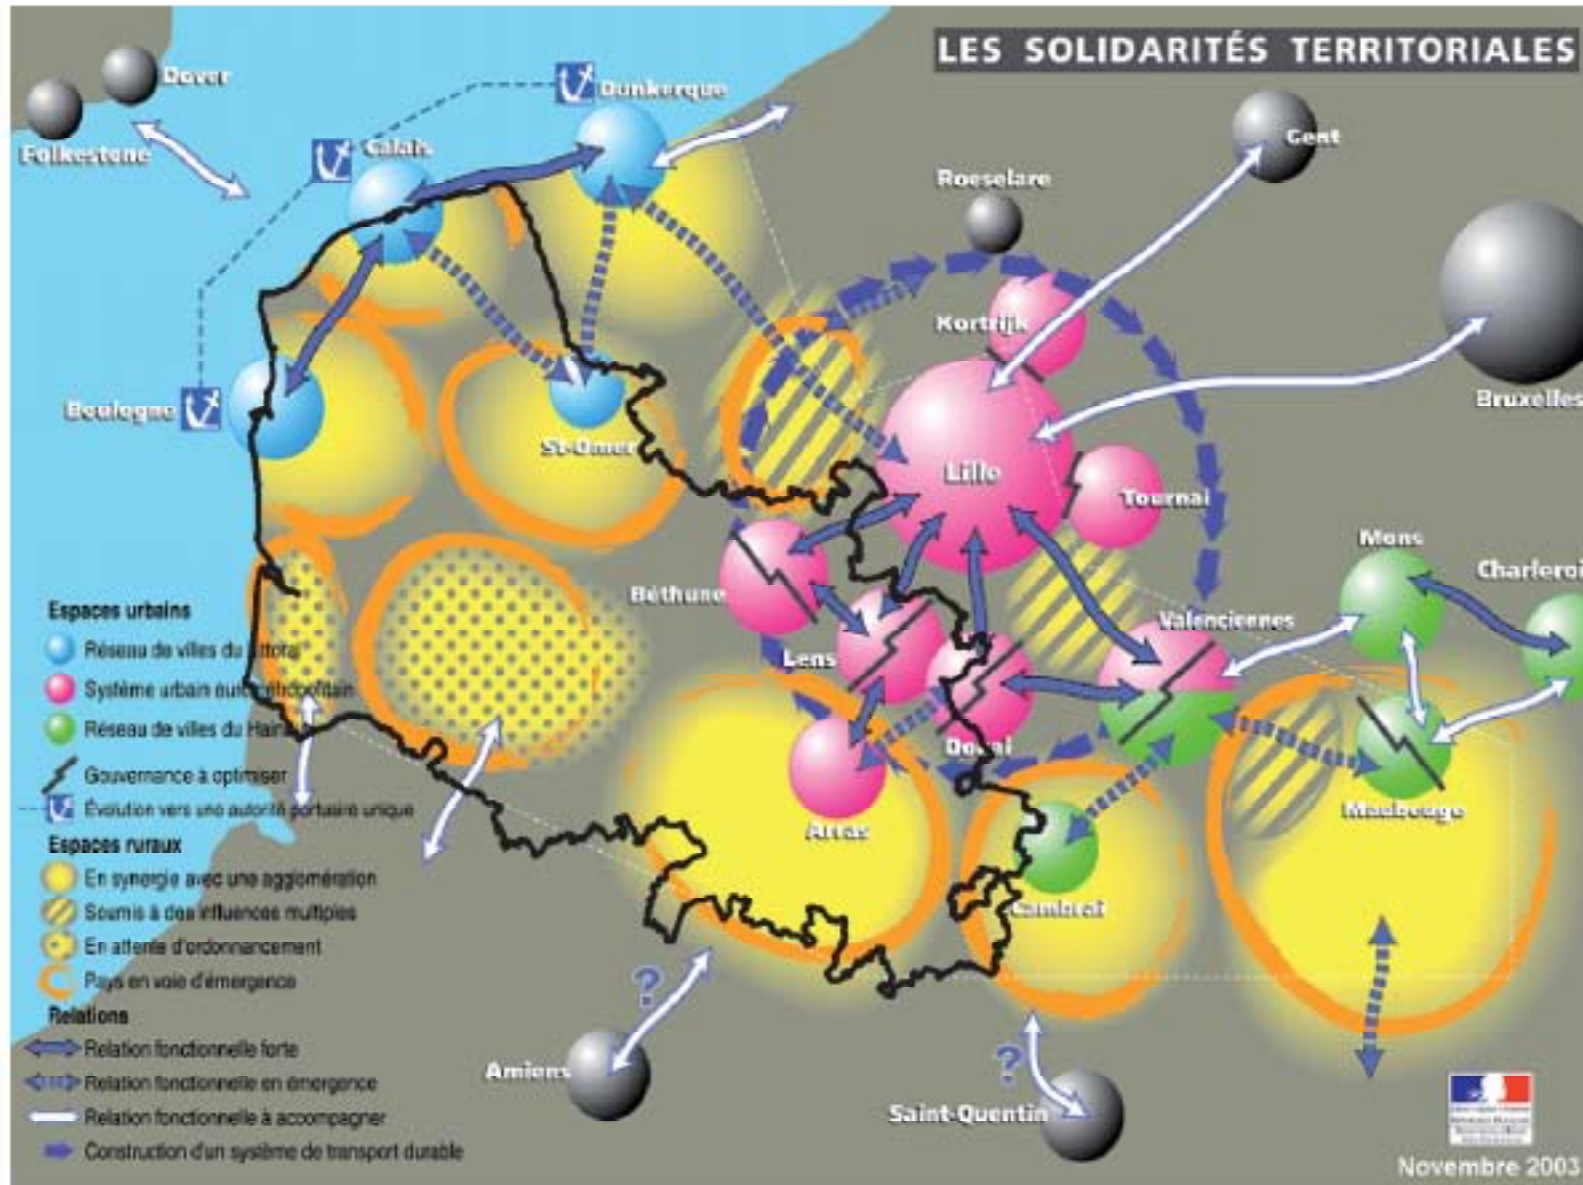 LES SOLIDARITÉS TERRITORIALES
Dover
Folkestone
Dunkerque
Calais
Gent
Roeselare
Kortrijk
Bruxelles
Boulogne
St-Omer
Lille
Tournai
Mons
Charleroi
Béthune
Valenciennes
Lens
Douai
Arras
Maubeuge
Cambrai
?
Amiens
?
Saint-Quentin
Espaces urbains
Réseau de villes du littoral
Système urbain euro-métropolitain
Réseau de villes du Hainaut
Gouvernance à optimiser
Évolution vers une autorité portuaire unique
Espaces ruraux
En synergie avec une agglomération
Soumis à des influences multiples
En attente d'ordonnancement
Pays en voie d'émergence
Relations
Relation fonctionnelle forte
Relation fonctionnelle en émergence
Relation fonctionnelle à accompagner
Construction d'un système de transport durable
Novembre 2003